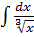 ∫ dx / ∛x